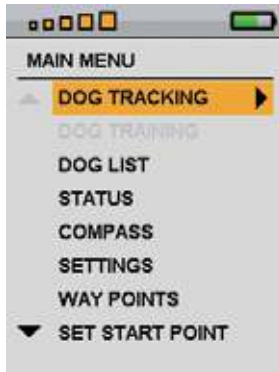 MAIN MENU
DOG TRACKING
DOG TRAINING
DOG LIST
STATUS
COMPASS
SETTINGS
WAY POINTS
SET START POINT